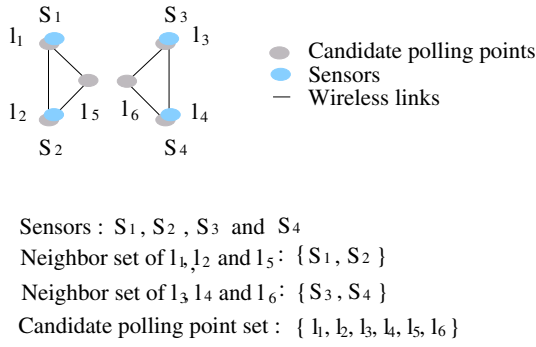 S1 S3
l1 l3
l2 l5 l6 l4
S2 S4
Candidate polling points
Sensors
Wireless links
Sensors : S1, S2, S3 and S4
Neighbor set of l1, l2 and l5: { S1, S2 }
Neighbor set of l3, l4 and l6: { S3, S4 }
Candidate polling point set : { l1, l2, l3, l4, l5, l6 }